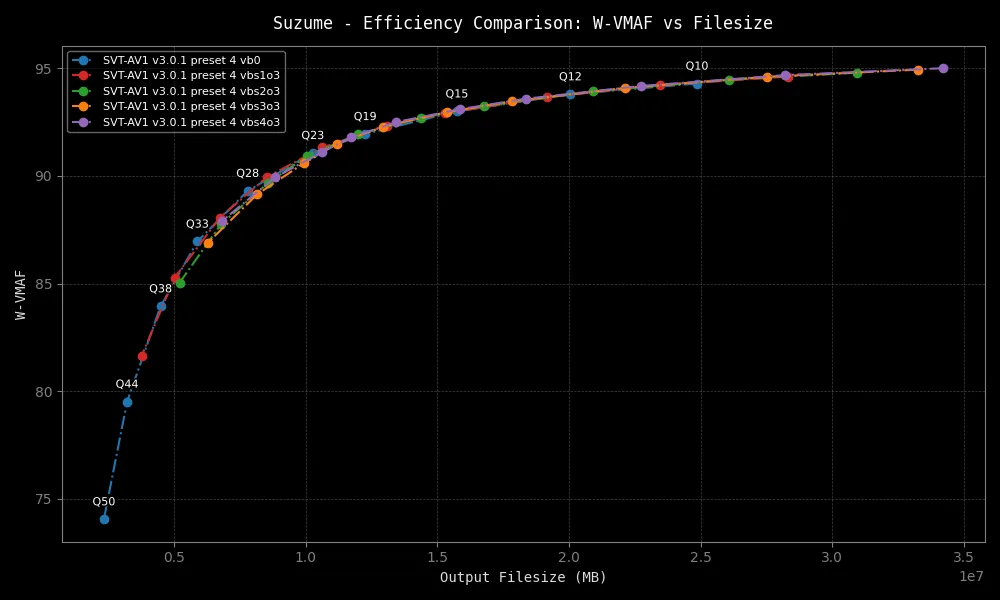 Suzume - Efficiency Comparison: W-VMAF vs Filesize
SVT-AV1 v3.0.1 preset 4 vb0
SVT-AV1 v3.0.1 preset 4 vbs1o3
SVT-AV1 v3.0.1 preset 4 vbs2o3
SVT-AV1 v3.0.1 preset 4 vbs3o3
SVT-AV1 v3.0.1 preset 4 vbs4o3
Q10
Q12
Q15
Q19
Q23
Q28
Q33
Q38
Q44
Q50
W-VMAF
95
90
85
80
75
0.5 1.0 1.5 2.0 2.5 3.0 3.5
1e7
Output Filesize (MB)